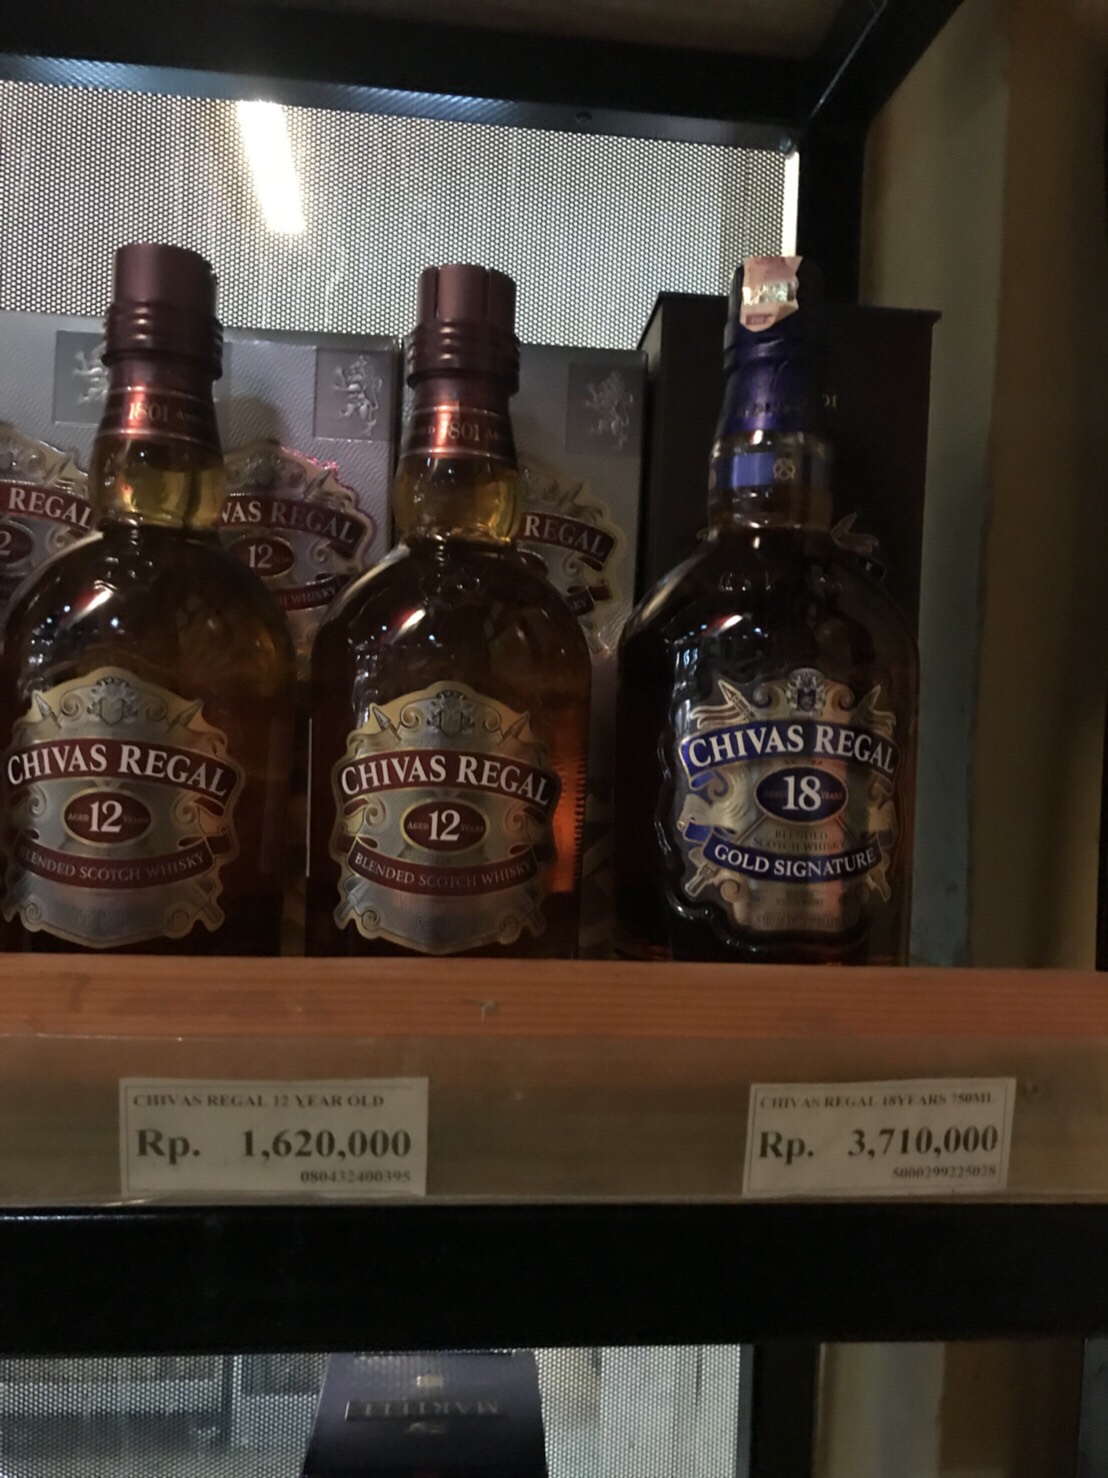 1801
1801
REGAL
VAS REGAL
12
REGAL
CHIVAS REGAL
AGED 12 YEARS
BLENDED SCOTCH WHISKY
CHIVAS REGAL
AGED 12 YEARS
BLENDED SCOTCH WHISKY
CHIVAS REGAL
AGED 18 YEARS
BLENDED
SCOTCH WHISKY
GOLD SIGNATURE
CHIVAS REGAL 12 YEAR OLD
Rp. 1,620,000
080432400395
CHIVAS REGAL 18YEARS 750ML
Rp. 3,710,000
5000299225028
MARTELL